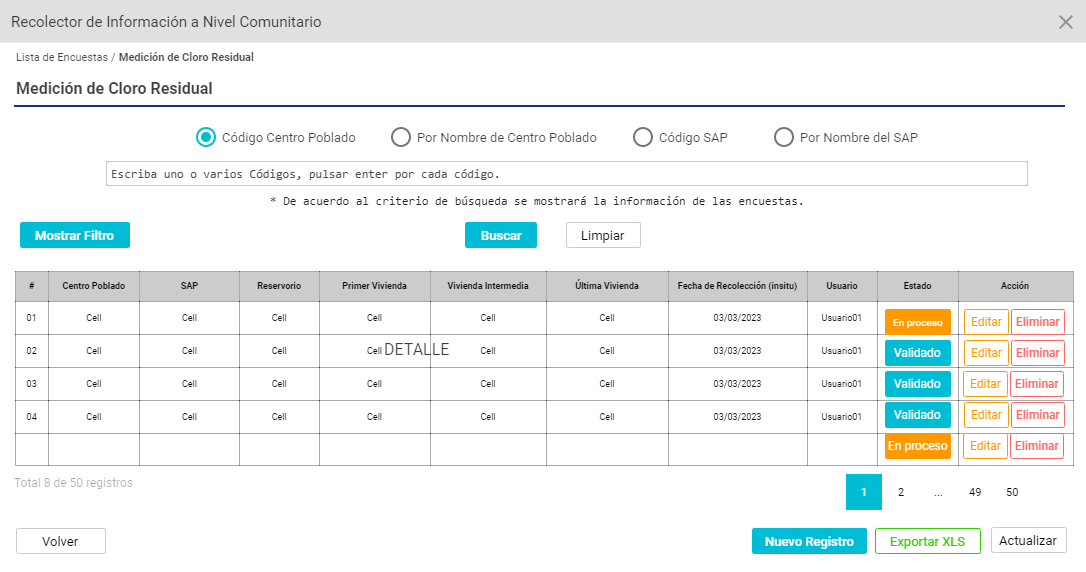 Recolector de Información a Nivel Comunitario
Lista de Encuestas / Medición de Cloro Residual
Medición de Cloro Residual
Código Centro Poblado Por Nombre de Centro Poblado Código SAP Por Nombre del SAP
Escriba uno o varios Códigos, pulsar enter por cada código.
* De acuerdo al criterio de búsqueda se mostrará la información de las encuestas.
Mostrar Filtro Buscar Limpiar
# Centro Poblado SAP Reservorio Primer Vivienda Vivienda Intermedia Última Vivienda Fecha de Recolección (insitu) Usuario Estado Acción
01 Cell Cell Cell Cell Cell Cell 03/03/2023 Usuario01 En proceso Editar Eliminar
02 Cell Cell Cell Cell DETALLE Cell Cell 03/03/2023 Usuario01 Validado Editar Eliminar
03 Cell Cell Cell Cell Cell Cell 03/03/2023 Usuario01 Validado Editar Eliminar
04 Cell Cell Cell Cell Cell Cell 03/03/2023 Usuario01 Validado Editar Eliminar
En proceso Editar Eliminar
Total 8 de 50 registros
1 2 ... 49 50
Volver Nuevo Registro Exportar XLS Actualizar